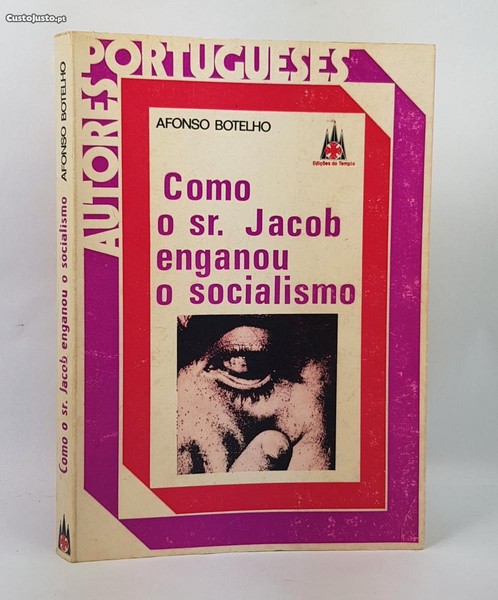 CustoJusto.pt
AUTORES PORTUGUESES
AFONSO BOTELHO
Edições do Templo
Como
o sr. Jacob
enganou
o socialismo
Como o sr. Jacob enganou o socialismo AFONSO BOTELHO